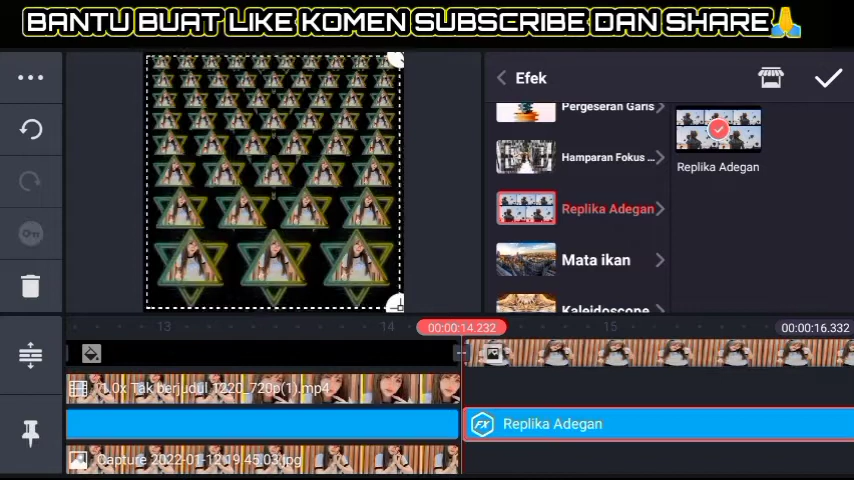 BANTU BUAT LIKE KOMEN SUBSCRIBE DAN SHARE🙏
Efek
Pergeseran Garis
Hamparan Fokus ...
Replika Adegan
Mata ikan
Kaleidoscope
Replika Adegan
13
14
00:00:14.232
15
00:00:16.332
1.0x Tak berjudul 1220_720p(1).mp4
FX Replika Adegan
Capture 2022-01-12 19.45.03.jpg